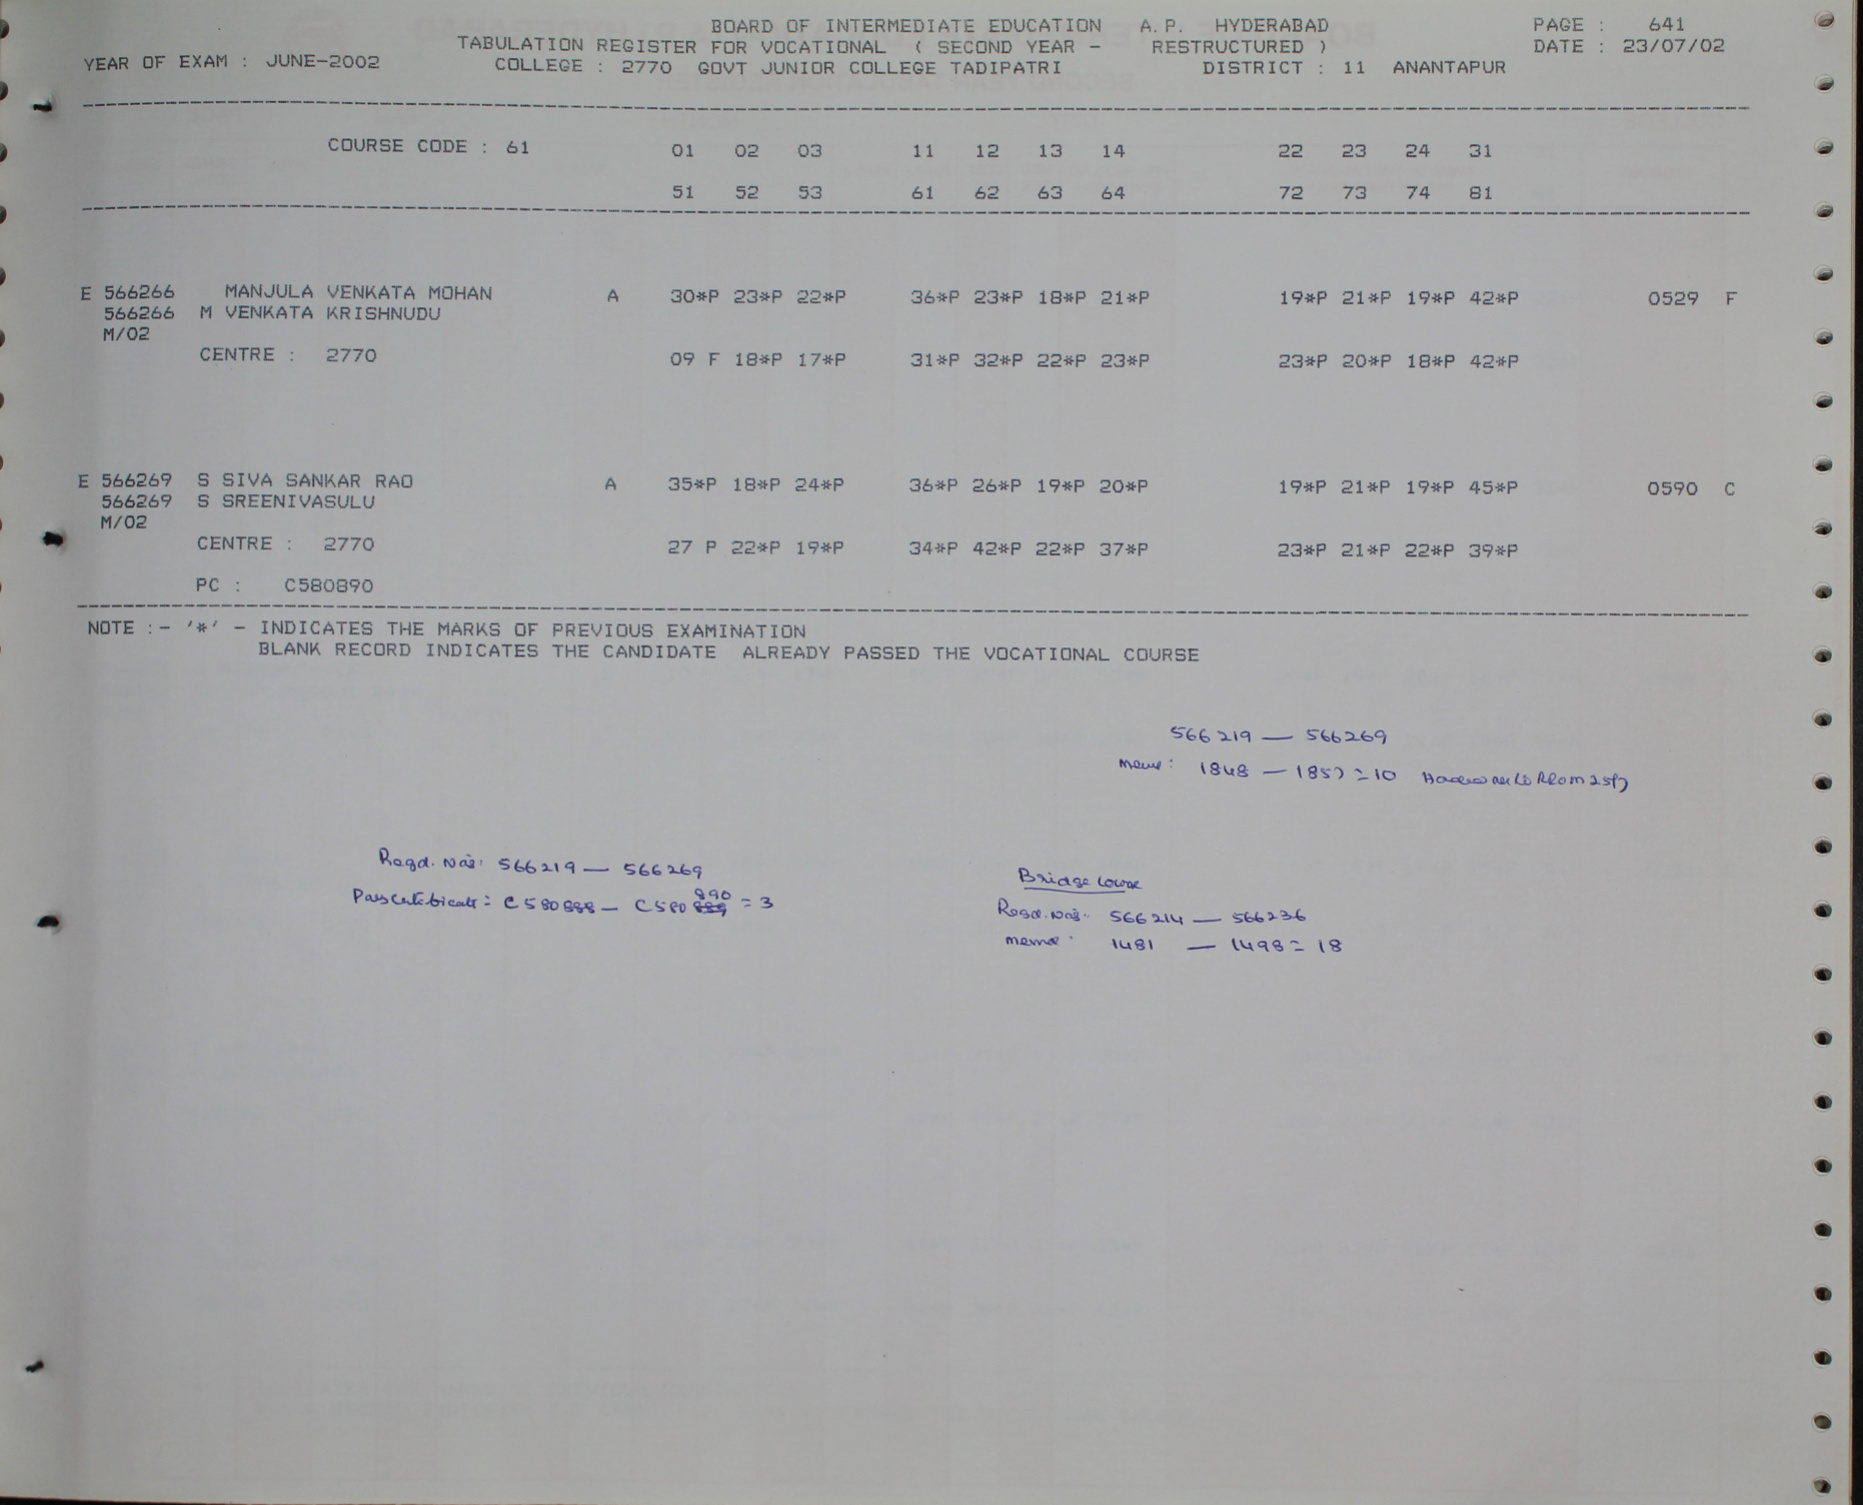 BOARD OF INTERMEDIATE EDUCATION A.P. HYDERABAD PAGE : 641
TABULATION REGISTER FOR VOCATIONAL ( SECOND YEAR - RESTRUCTURED ) DATE : 23/07/02
YEAR OF EXAM : JUNE-2002 COLLEGE : 2770 GOVT JUNIOR COLLEGE TADIPATRI DISTRICT : 11 ANANTAPUR
COURSE CODE : 61 01 02 03 11 12 13 14 22 23 24 31
51 52 53 61 62 63 64 72 73 74 81
E 566266 MANJULA VENKATA MOHAN A 30*P 23*P 22*P 36*P 23*P 18*P 21*P 19*P 21*P 19*P 42*P 0529 F
566266 M VENKATA KRISHNUDU
M/02
CENTRE : 2770 09 F 18*P 17*P 31*P 32*P 22*P 23*P 23*P 20*P 18*P 42*P
E 566269 S SIVA SANKAR RAO A 35*P 18*P 24*P 36*P 26*P 19*P 20*P 19*P 21*P 19*P 45*P 0590 C
566269 S SREENIVASULU
M/02
CENTRE : 2770 27 P 22*P 19*P 34*P 42*P 22*P 37*P 23*P 21*P 22*P 39*P
PC : C580890
NOTE :- '*' - INDICATES THE MARKS OF PREVIOUS EXAMINATION
BLANK RECORD INDICATES THE CANDIDATE ALREADY PASSED THE VOCATIONAL COURSE
566219 — 566269
1848 — 1857 = 10
Regd. Nos: 566219 — 566269
890
C580888 — C580889 = 3
Bridge Course
Regd. Nos: 566214 — 566236
memo : 1481 — 1498 = 18